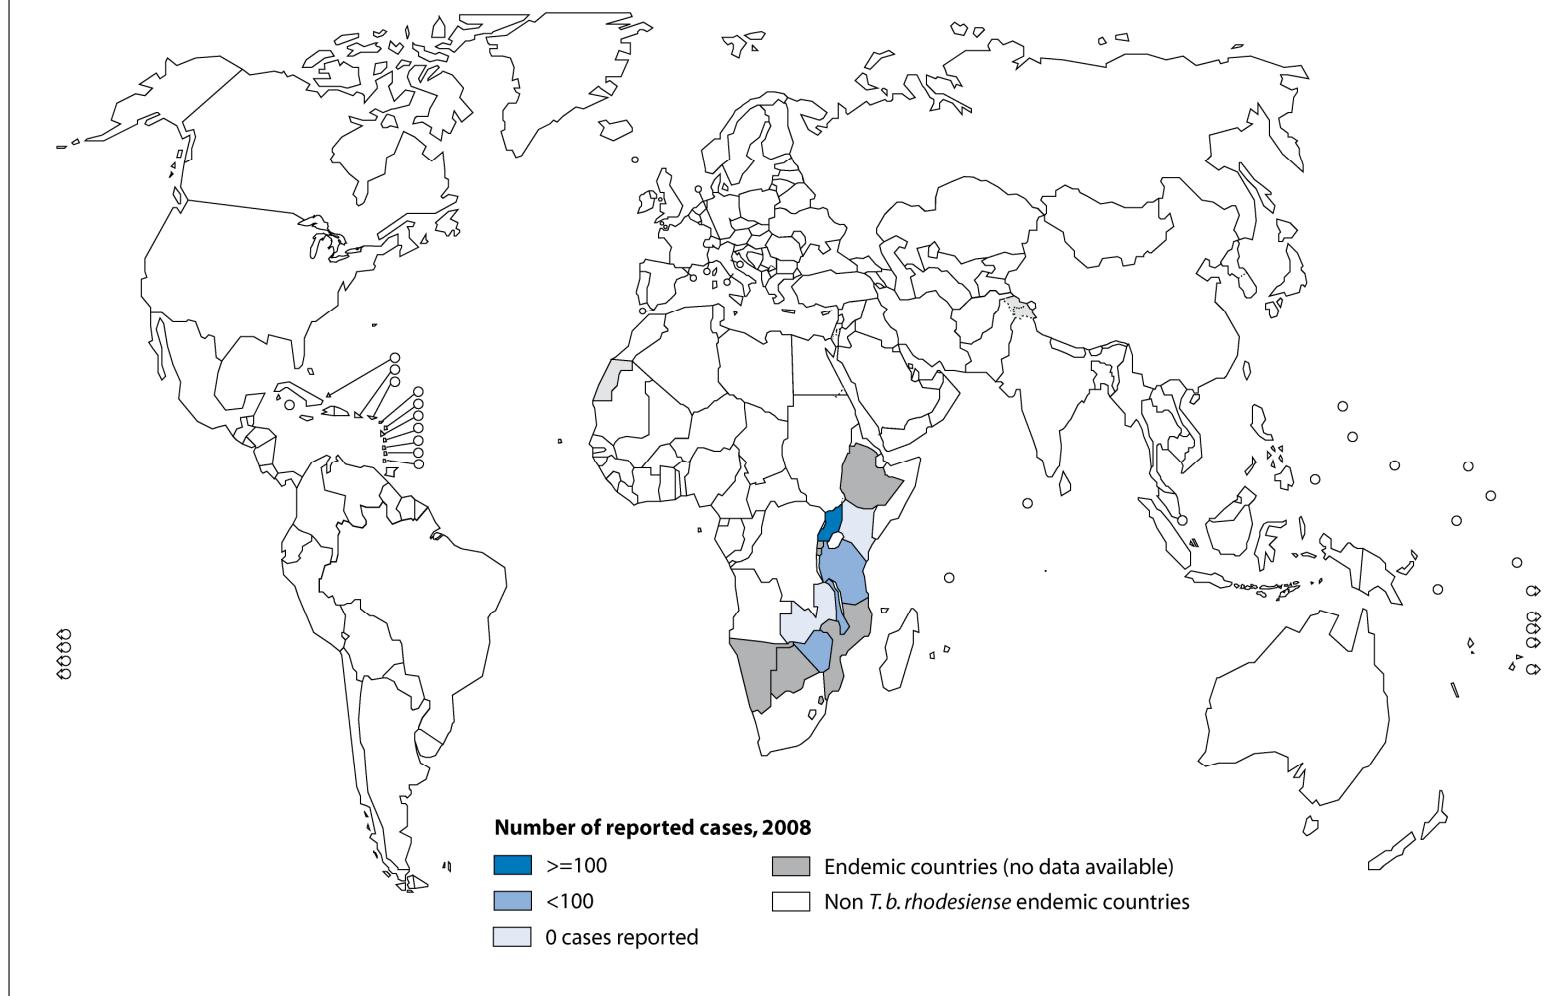 Number of reported cases, 2008
>=100
<100
0 cases reported
Endemic countries (no data available)
Non T. b. rhodesiense endemic countries